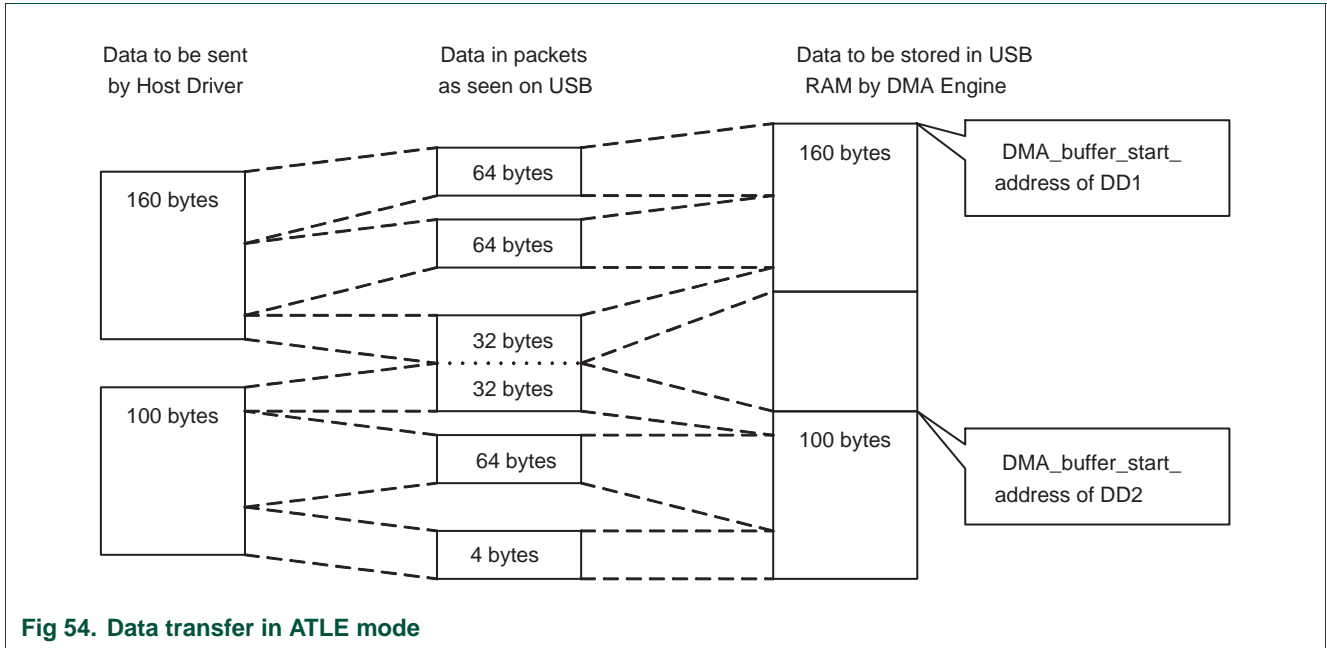 Data to be sent
by Host Driver
Data in packets
as seen on USB
Data to be stored in USB
RAM by DMA Engine
160 bytes
100 bytes
64 bytes
64 bytes
32 bytes
32 bytes
64 bytes
4 bytes
160 bytes
100 bytes
DMA_buffer_start_
address of DD1
DMA_buffer_start_
address of DD2
Fig 54. Data transfer in ATLE mode